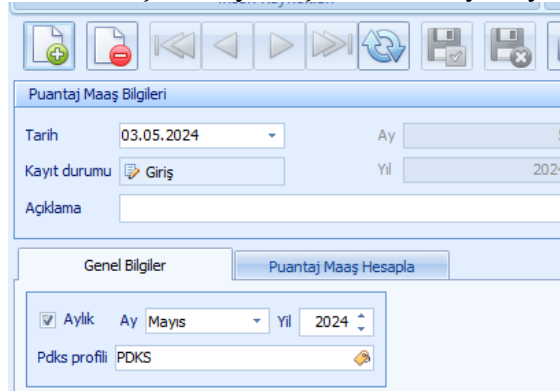 Puantaj Maaş Bilgileri
Tarih 03.05.2024 Ay
Kayıt durumu Giriş Yıl 2024
Açıklama
Genel Bilgiler Puantaj Maaş Hesapla
Aylık Ay Mayıs Yıl 2024
Pdks profili PDKS